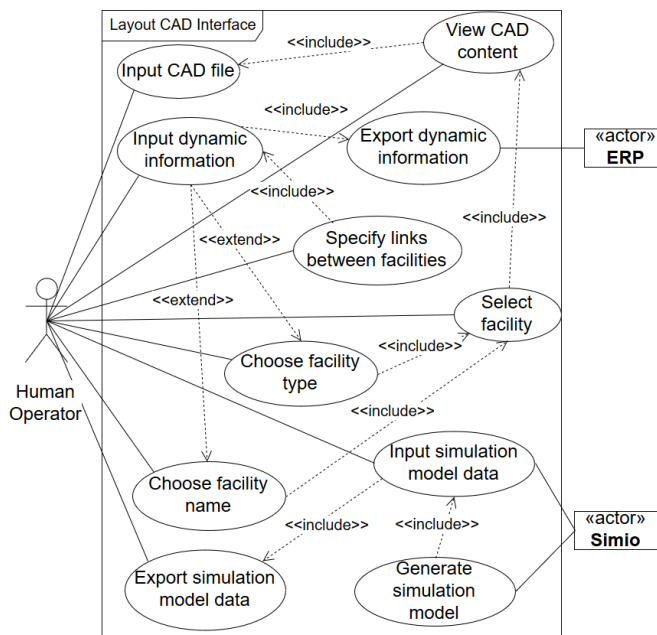 Layout CAD Interface
View CAD
content
<<include>>
Input CAD file
<<include>>
Input dynamic
information
Export dynamic
information
«actor»
ERP
<<include>>
<<include>>
<<extend>>
Specify links
between facilities
<<extend>>
Select
facility
<<include>>
Choose facility
type
Human
Operator
<<include>>
Input simulation
model data
Choose facility
name
<<include>>
<<include>>
«actor»
Simio
Export simulation
model data
Generate
simulation
model